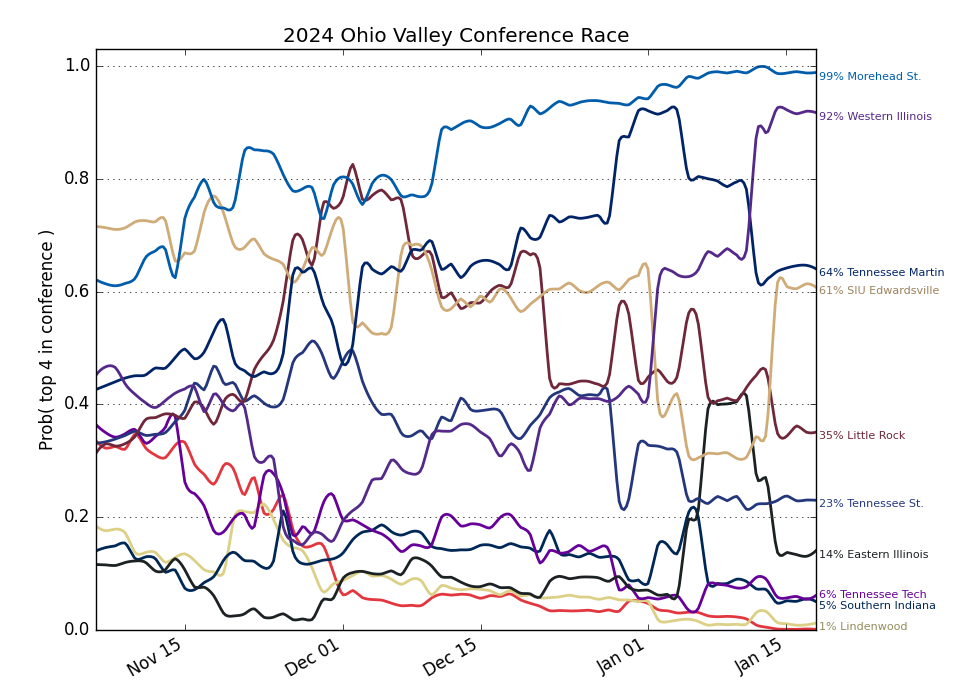 2024 Ohio Valley Conference Race
Prob( top 4 in conference )
1.0
0.8
0.6
0.4
0.2
0.0
Nov 15
Dec 01
Dec 15
Jan 01
Jan 15
99% Morehead St.
92% Western Illinois
64% Tennessee Martin
61% SIU Edwardsville
35% Little Rock
23% Tennessee St.
14% Eastern Illinois
6% Tennessee Tech
5% Southern Indiana
1% Lindenwood